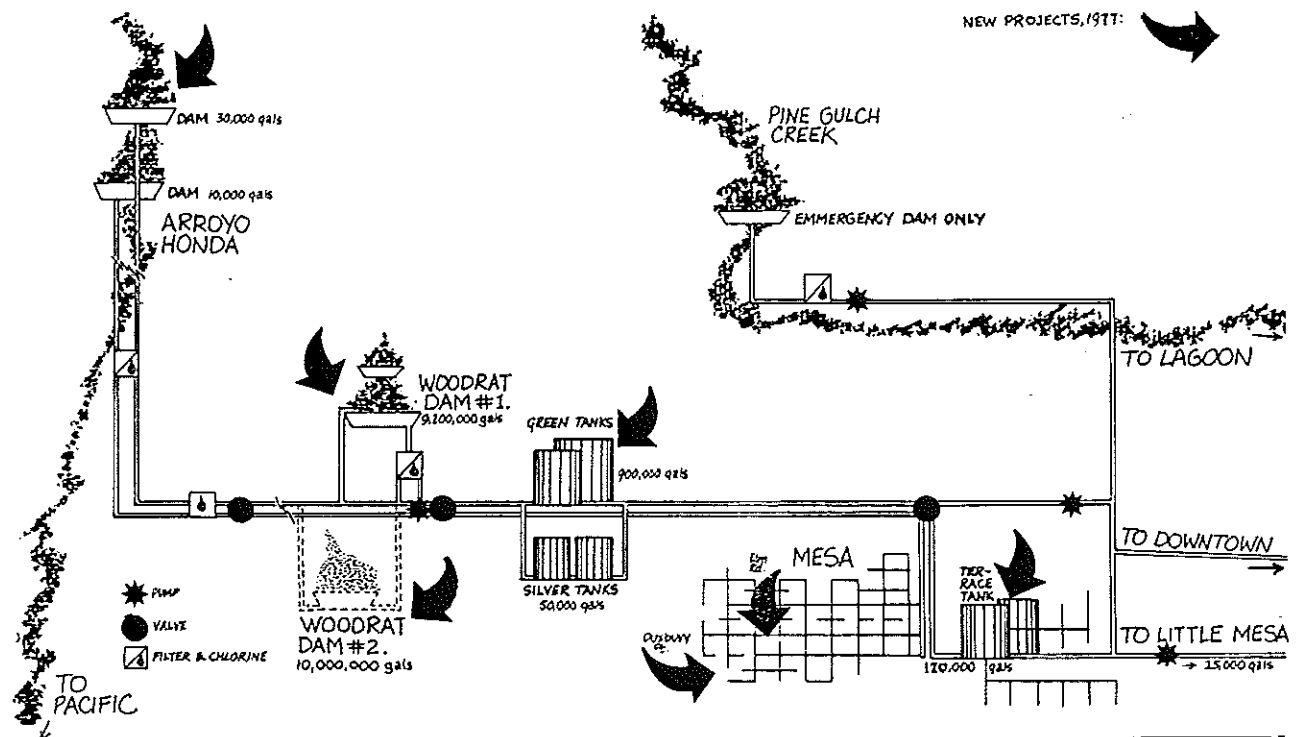 NEW PROJECTS, 1977:
DAM 30,000 gals
DAM 10,000 gals
ARROYO
HONDA
PINE GULCH
CREEK
EMMERGENCY DAM ONLY
TO LAGOON
WOODRAT
DAM #1.
9,200,000 gals
GREEN TANKS
900,000 gals
SILVER TANKS
50,000 gals
MESA
TO DOWNTOWN
TER-
RACE
TANK
TO LITTLE MESA
120,000 gals
→ 25,000 gals
PUMP
VALVE
FILTER & CHLORINE
WOODRAT
DAM #2.
10,000,000 gals
TO
PACIFIC